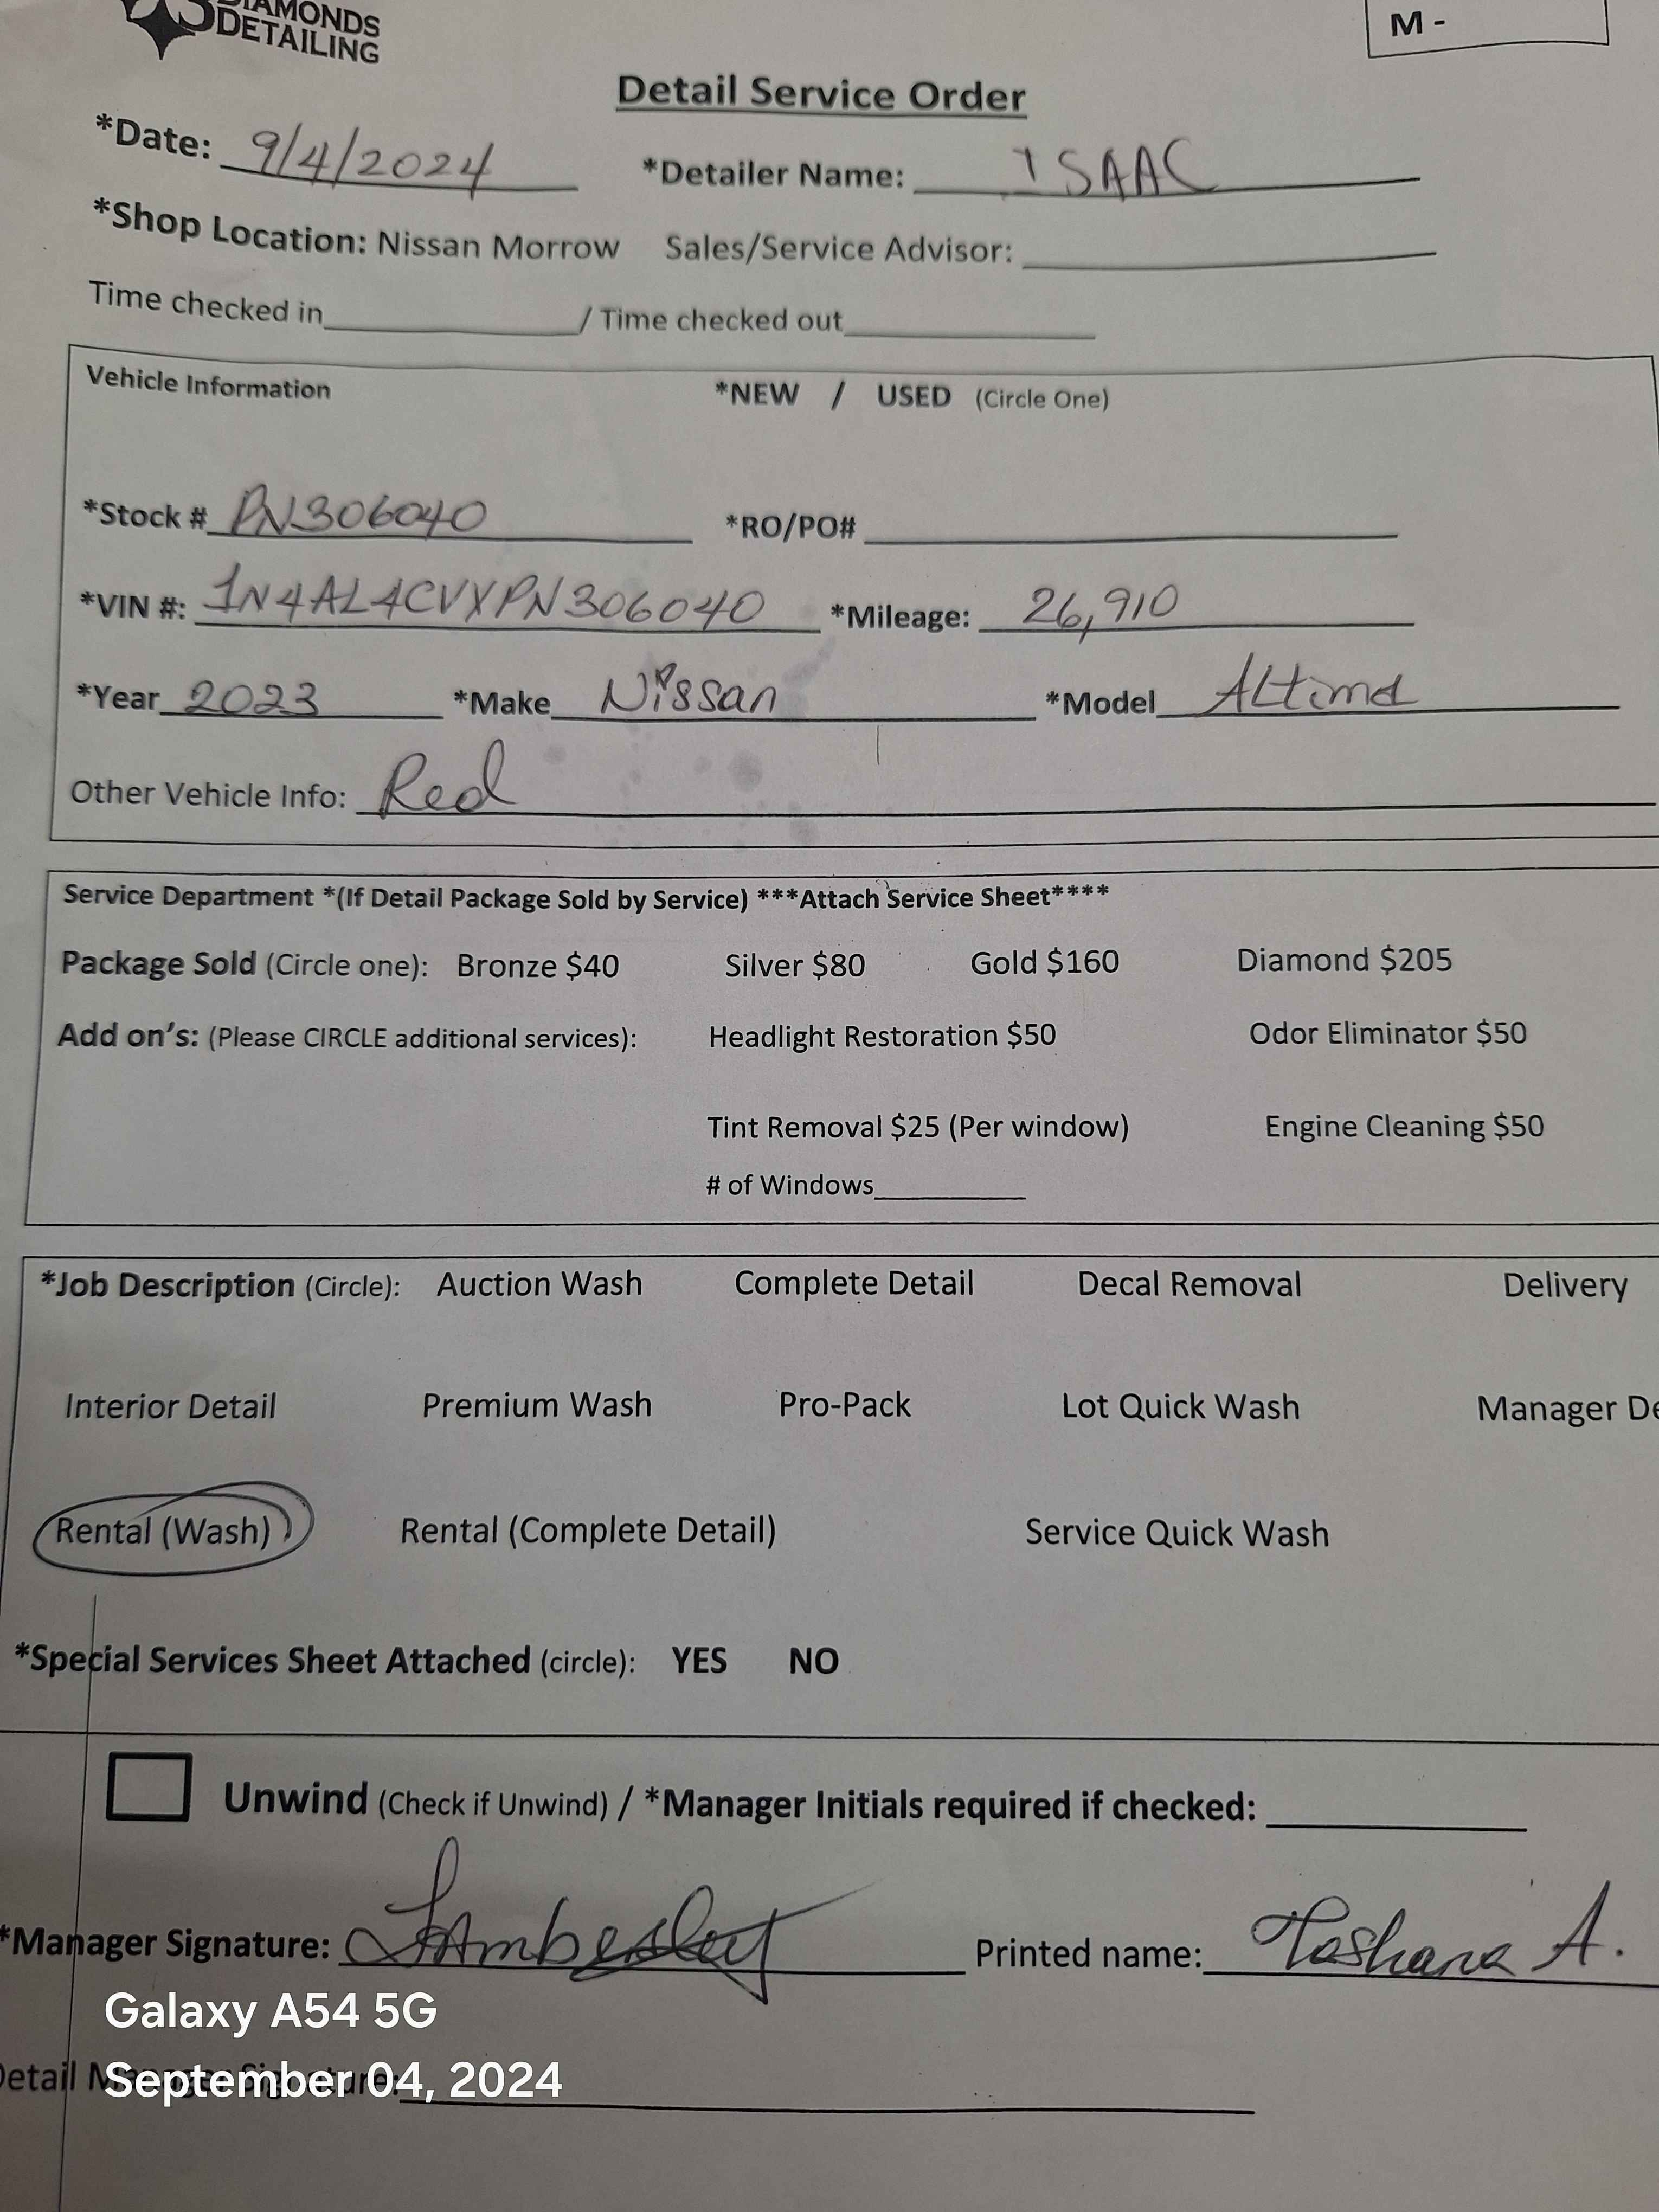 DIAMONDS
DETAILING
M -
Detail Service Order
*Date: 9/4/2024 *Detailer Name: ISAAC
*Shop Location: Nissan Morrow Sales/Service Advisor:
Time checked in / Time checked out
Vehicle Information *NEW / USED (Circle One)
*Stock # PN306040 *RO/PO#
*VIN #: 1N4AL4CVXPN306040 *Mileage: 26,910
*Year 2023 *Make Nissan *Model Altima
Other Vehicle Info: Red
Service Department *(If Detail Package Sold by Service) ***Attach Service Sheet****
Package Sold (Circle one): Bronze $40 Silver $80 Gold $160 Diamond $205
Add on's: (Please CIRCLE additional services): Headlight Restoration $50 Odor Eliminator $50
Tint Removal $25 (Per window) Engine Cleaning $50
# of Windows
*Job Description (Circle): Auction Wash Complete Detail Decal Removal Delivery
Interior Detail Premium Wash Pro-Pack Lot Quick Wash Manager De
Rental (Wash) Rental (Complete Detail) Service Quick Wash
*Special Services Sheet Attached (circle): YES NO
Unwind (Check if Unwind) / *Manager Initials required if checked:
*Manager Signature: Printed name: Tashana A.
Galaxy A54 5G
Detail Manager Signature:
September 04, 2024